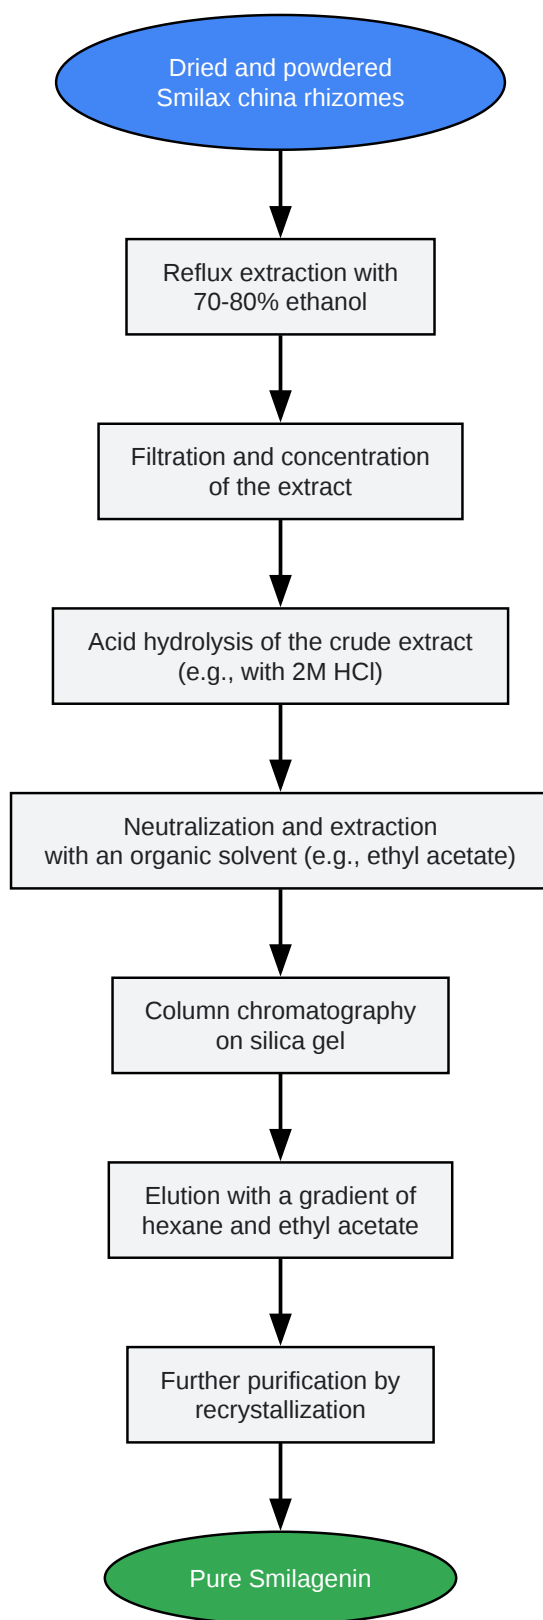 Dried and powdered
Smilax china rhizomes
Reflux extraction with
70-80% ethanol
Filtration and concentration
of the extract
Acid hydrolysis of the crude extract
(e.g., with 2M HCl)
Neutralization and extraction
with an organic solvent (e.g., ethyl acetate)
Column chromatography
on silica gel
Elution with a gradient of
hexane and ethyl acetate
Further purification by
recrystallization
Pure Smilagenin